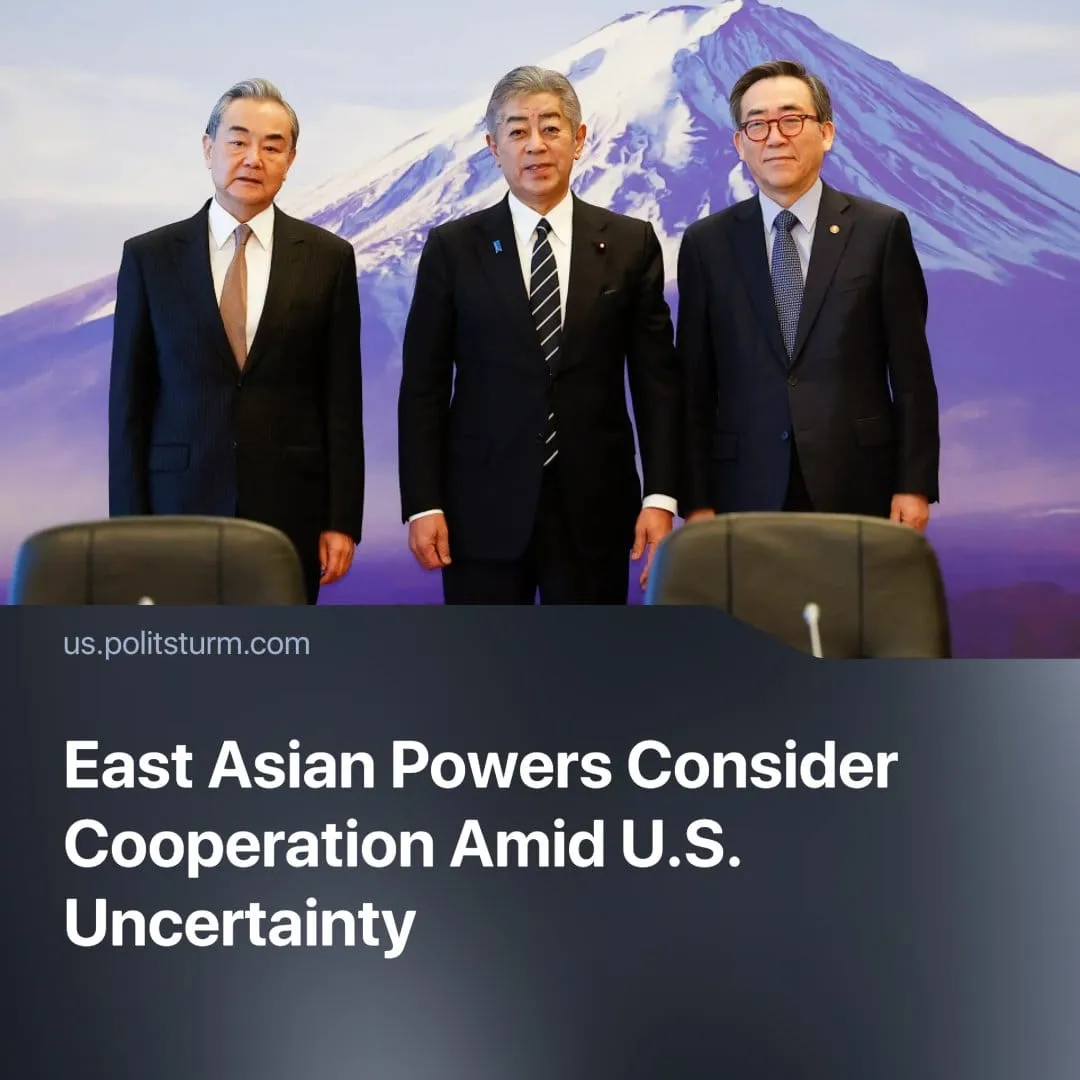 us.politsturm.com
East Asian Powers Consider
Cooperation Amid U.S.
Uncertainty